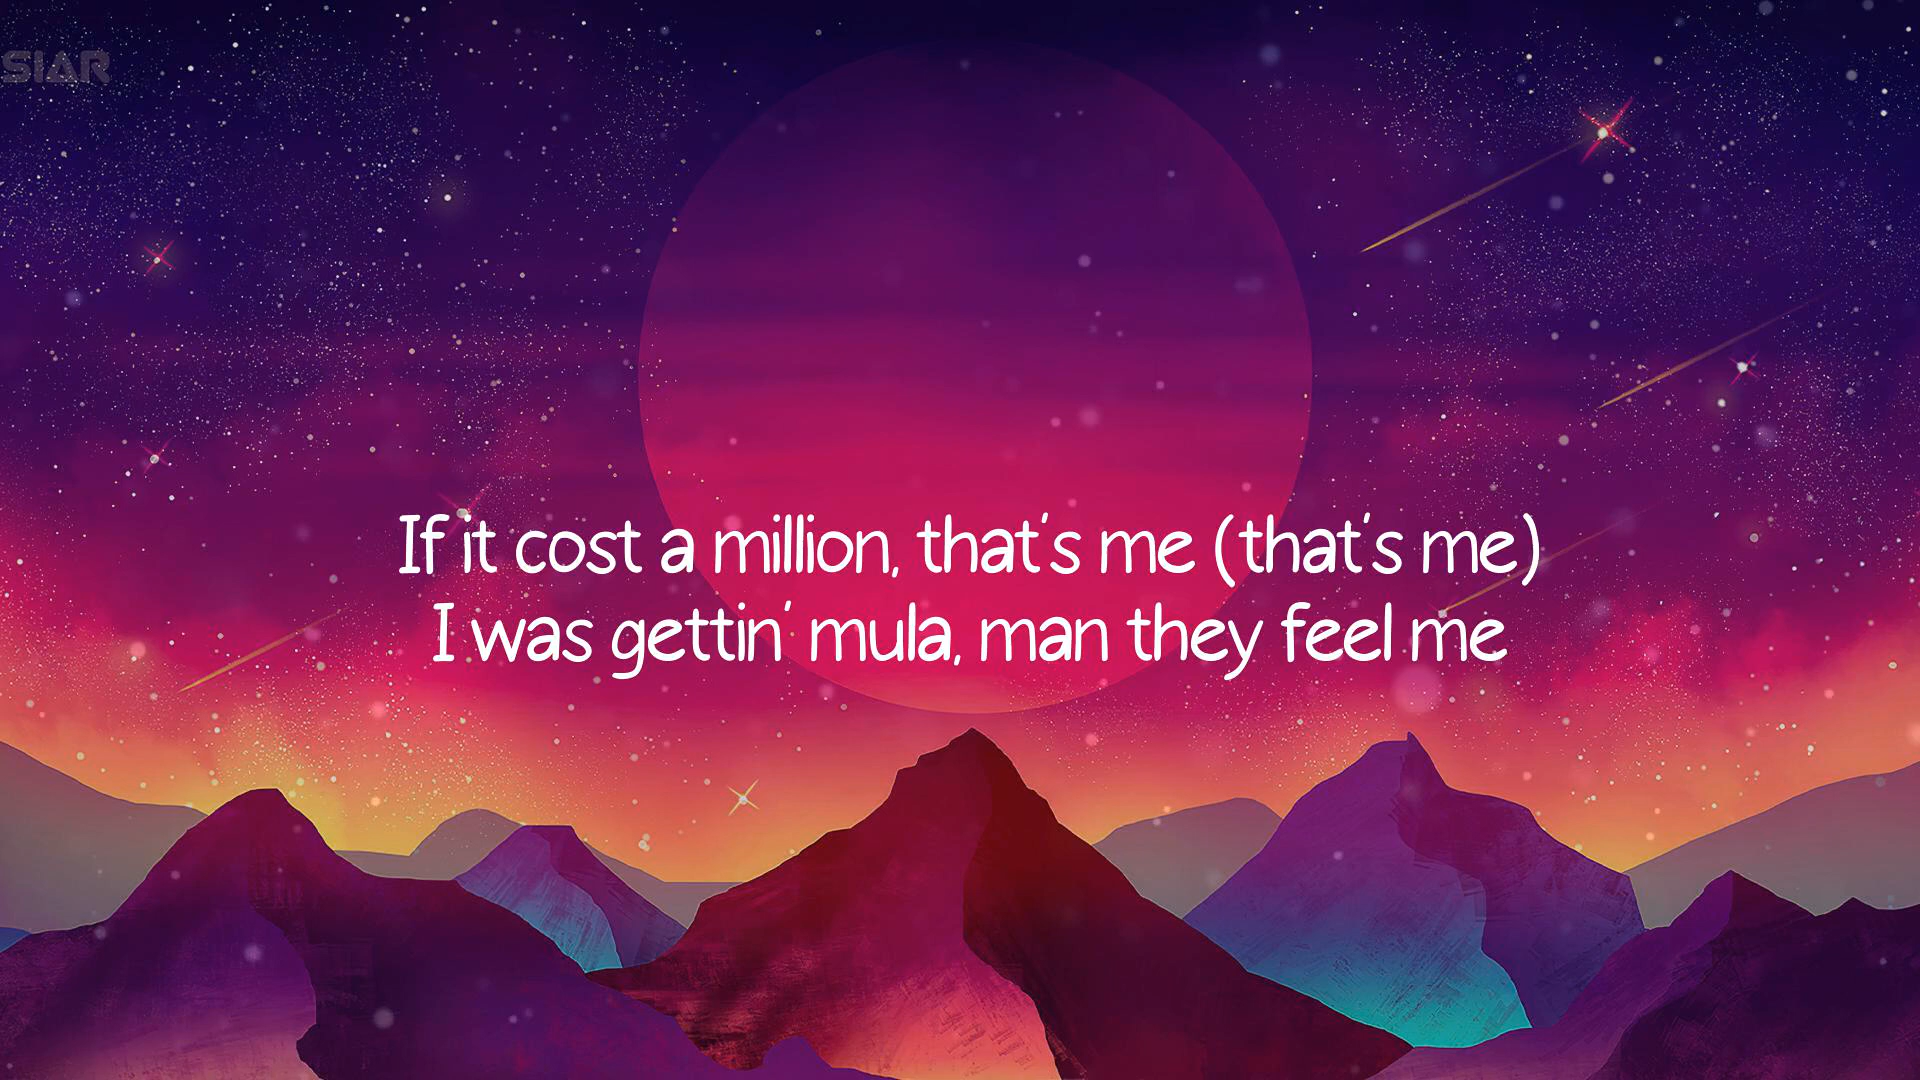 SIAR
If it cost a million, that's me (that's me)
I was gettin' mula, man they feel me